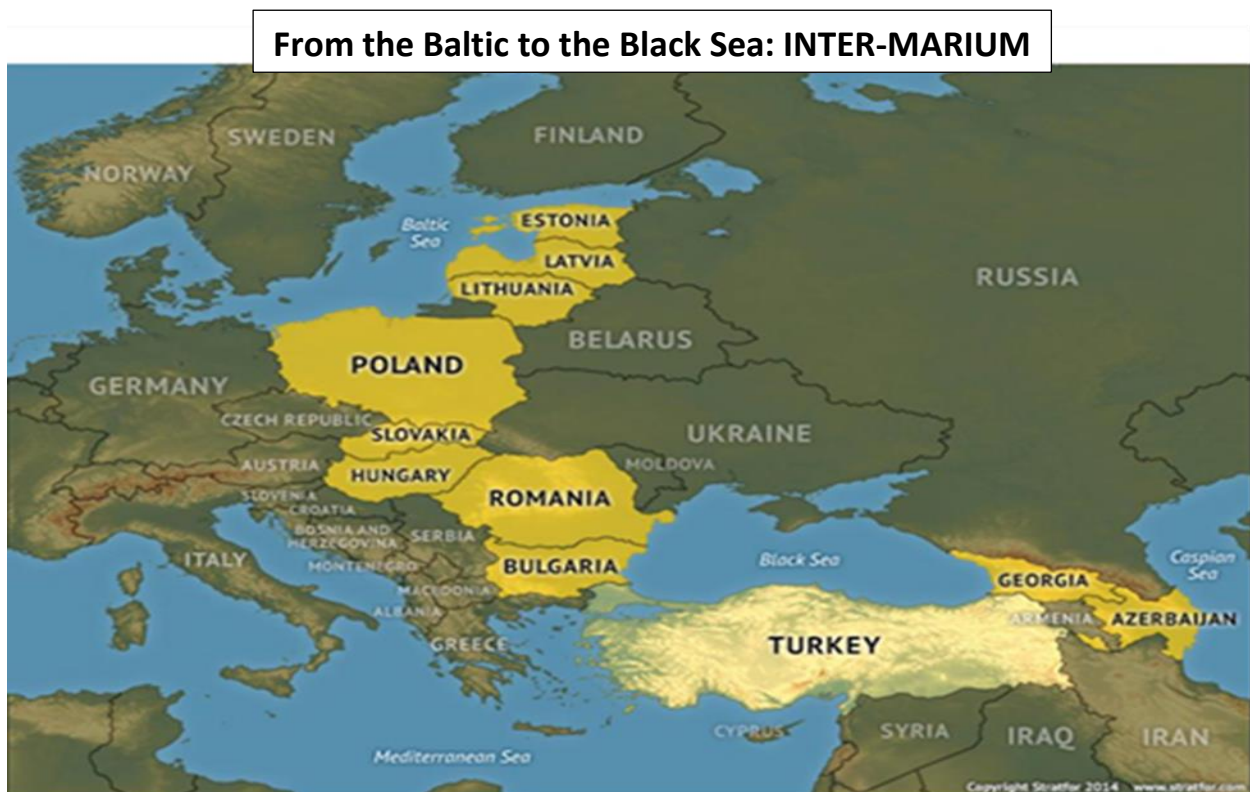 From the Baltic to the Black Sea: INTER-MARIUM
SWEDEN
FINLAND
NORWAY
Baltic
Sea
ESTONIA
LATVIA
LITHUANIA
RUSSIA
BELARUS
POLAND
GERMANY
CZECH REPUBLIC
SLOVAKIA
UKRAINE
AUSTRIA
HUNGARY
MOLDOVA
SLOVENIA
CROATIA
ROMANIA
BOSNIA AND
HERZEGOVINA
SERBIA
ITALY
MONTENEGRO
BULGARIA
Black Sea
Caspian
Sea
GEORGIA
MACEDONIA
ALBANIA
ARMENIA
AZERBAIJAN
GREECE
TURKEY
CYPRUS
SYRIA
IRAQ
IRAN
Mediterranean Sea
Copyright Stratfor 2014 www.stratfor.com